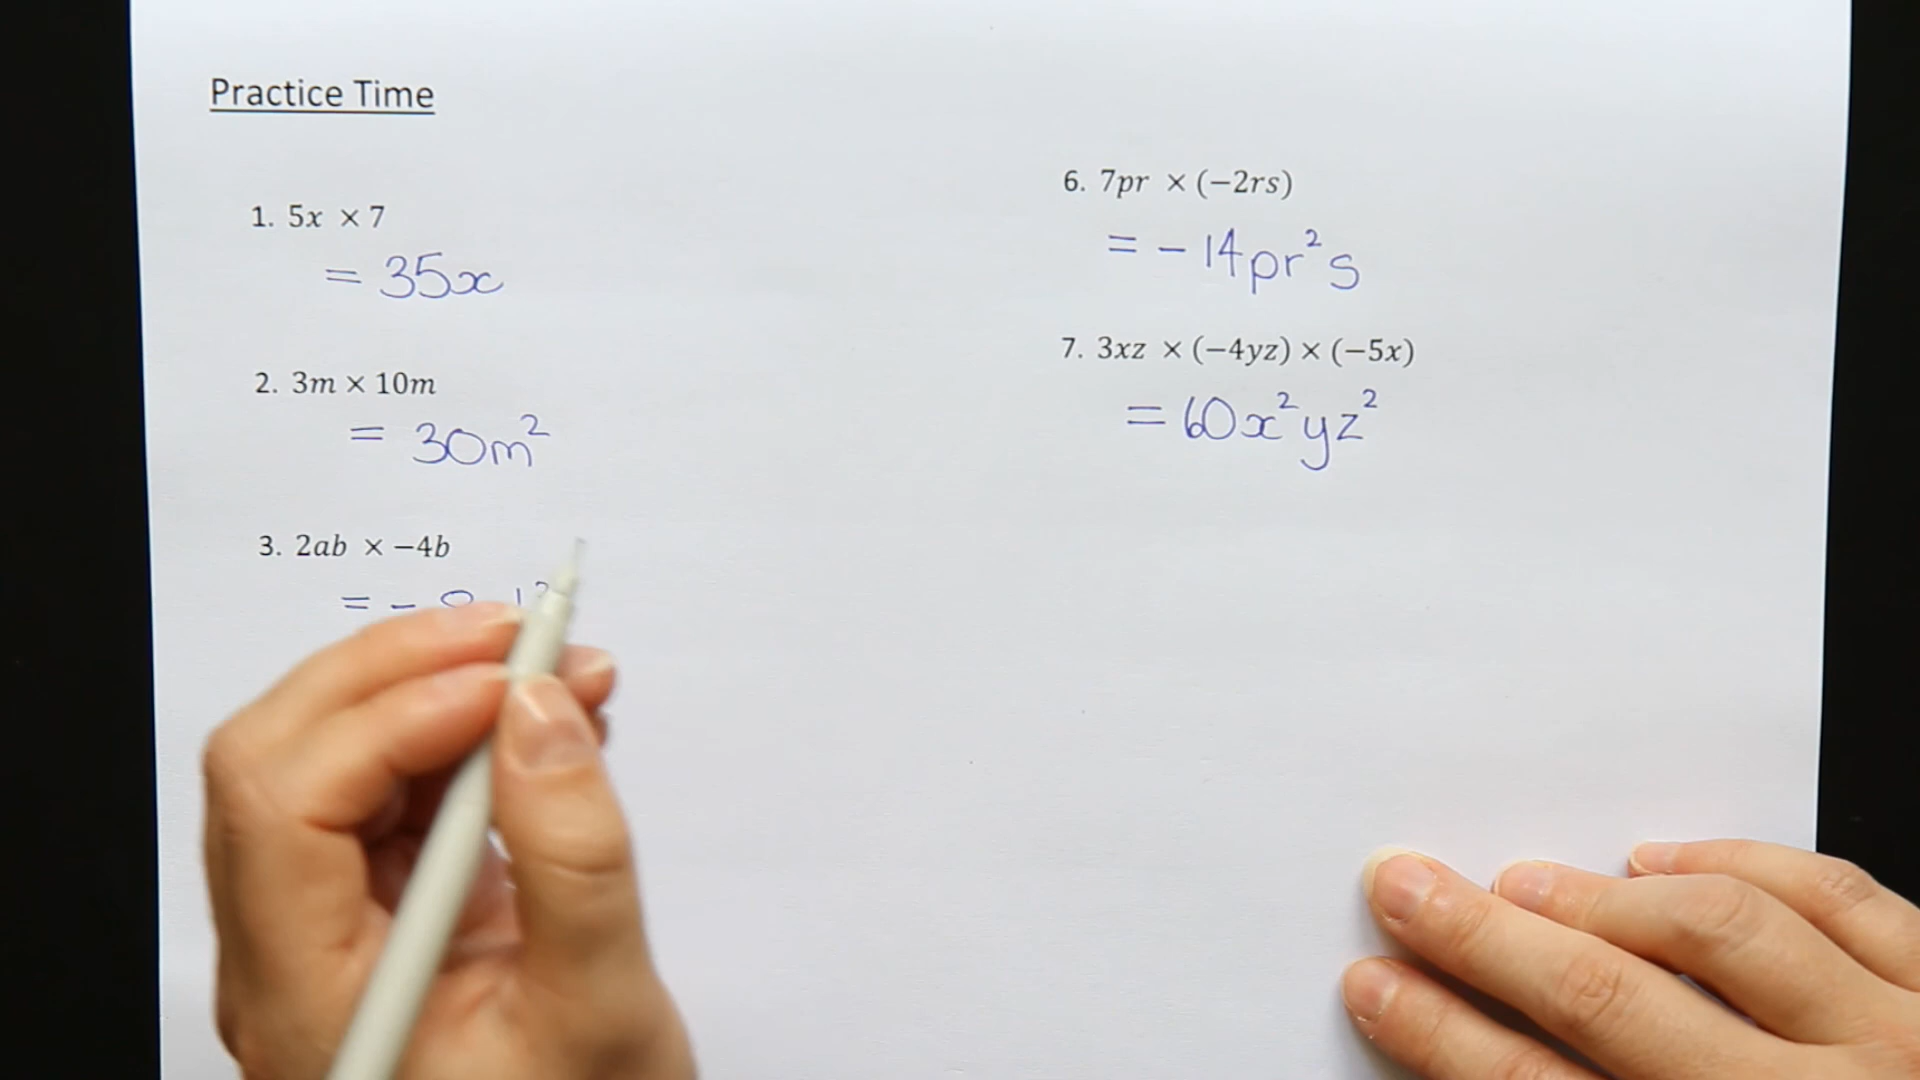 Practice Time
1. 5x × 7
= 35x
2. 3m × 10m
= 30m²
3. 2ab × −4b
= −
6. 7pr × (−2rs)
= −14pr²s
7. 3xz × (−4yz) × (−5x)
= 60x²yz²